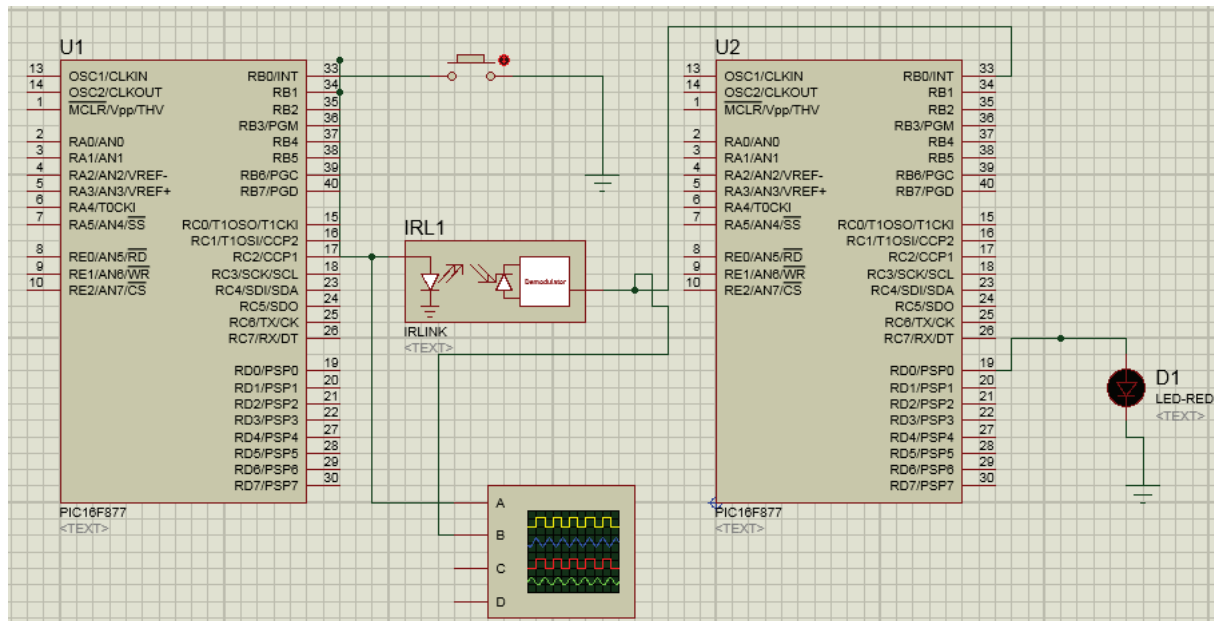 U1
13 OSC1/CLKIN RB0/INT 33
14 OSC2/CLKOUT RB1 34
1 MCLR/Vpp/THV RB2 35
RB3/PGM 36
2 RA0/AN0 RB4 37
3 RA1/AN1 RB5 38
4 RA2/AN2/VREF- RB6/PGC 39
5 RA3/AN3/VREF+ RB7/PGD 40
6 RA4/T0CKI
7 RA5/AN4/SS RC0/T1OSO/T1CKI 15
RC1/T1OSI/CCP2 16
8 RE0/AN5/RD RC2/CCP1 17
9 RE1/AN6/WR RC3/SCK/SCL 18
10 RE2/AN7/CS RC4/SDI/SDA 23
RC5/SDO 24
RC6/TX/CK 25
RC7/RX/DT 26
RD0/PSP0 19
RD1/PSP1 20
RD2/PSP2 21
RD3/PSP3 22
RD4/PSP4 27
RD5/PSP5 28
RD6/PSP6 29
RD7/PSP7 30
PIC16F877
<TEXT>
IRL1
Demodulator
IRLINK
<TEXT>
A
B
C
D
U2
13 OSC1/CLKIN RB0/INT 33
14 OSC2/CLKOUT RB1 34
1 MCLR/Vpp/THV RB2 35
RB3/PGM 36
2 RA0/AN0 RB4 37
3 RA1/AN1 RB5 38
4 RA2/AN2/VREF- RB6/PGC 39
5 RA3/AN3/VREF+ RB7/PGD 40
6 RA4/T0CKI
7 RA5/AN4/SS RC0/T1OSO/T1CKI 15
RC1/T1OSI/CCP2 16
8 RE0/AN5/RD RC2/CCP1 17
9 RE1/AN6/WR RC3/SCK/SCL 18
10 RE2/AN7/CS RC4/SDI/SDA 23
RC5/SDO 24
RC6/TX/CK 25
RC7/RX/DT 26
RD0/PSP0 19
RD1/PSP1 20
RD2/PSP2 21
RD3/PSP3 22
RD4/PSP4 27
RD5/PSP5 28
RD6/PSP6 29
RD7/PSP7 30
PIC16F877
<TEXT>
D1
LED-RED
<TEXT>